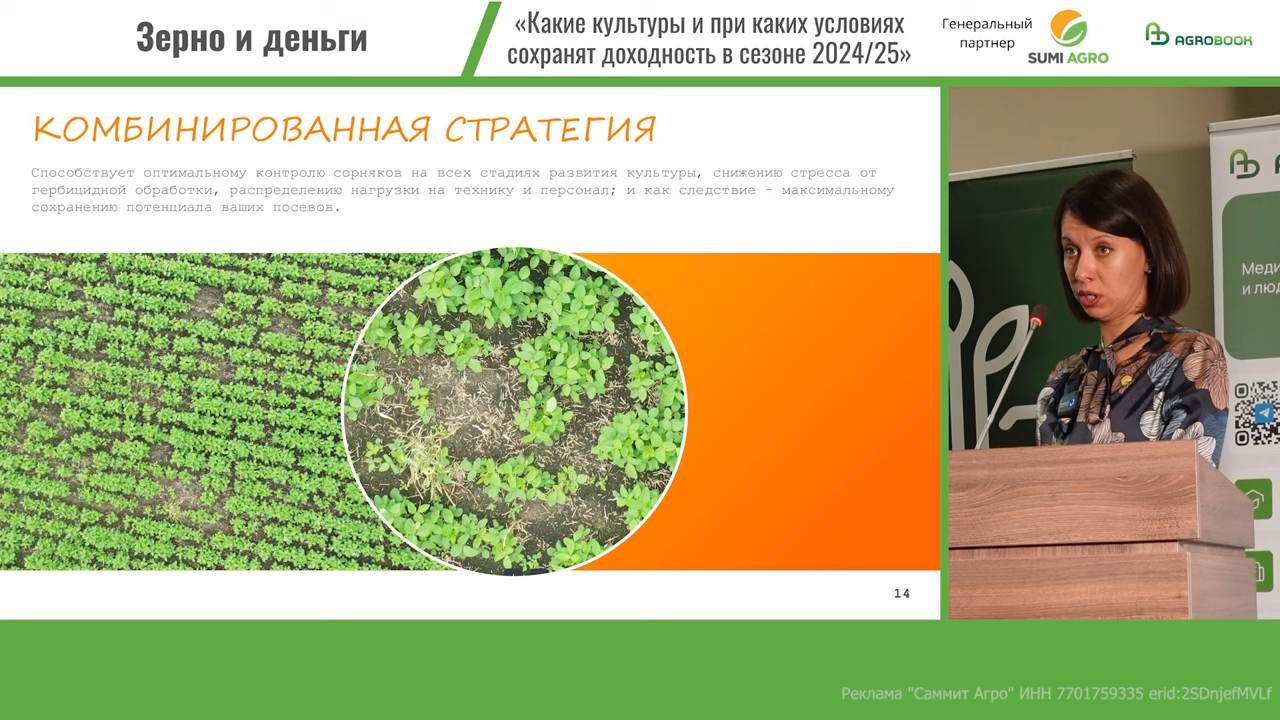 Зерно и деньги
«Какие культуры и при каких условиях
сохранят доходность в сезоне 2024/25»
Генеральный
партнер
SUMI AGRO
AGROBOOK
КОМБИНИРОВАННАЯ СТРАТЕГИЯ
Способствует оптимальному контролю сорняков на всех стадиях развития культуры, снижению стресса от
гербицидной обработки, распределению нагрузки на технику и персонал; и как следствие – максимальному
сохранению потенциала ваших посевов.
14
Меди
и люд
Реклама "Саммит Агро" ИНН 7701759335 erid:2SDnjefMVLf